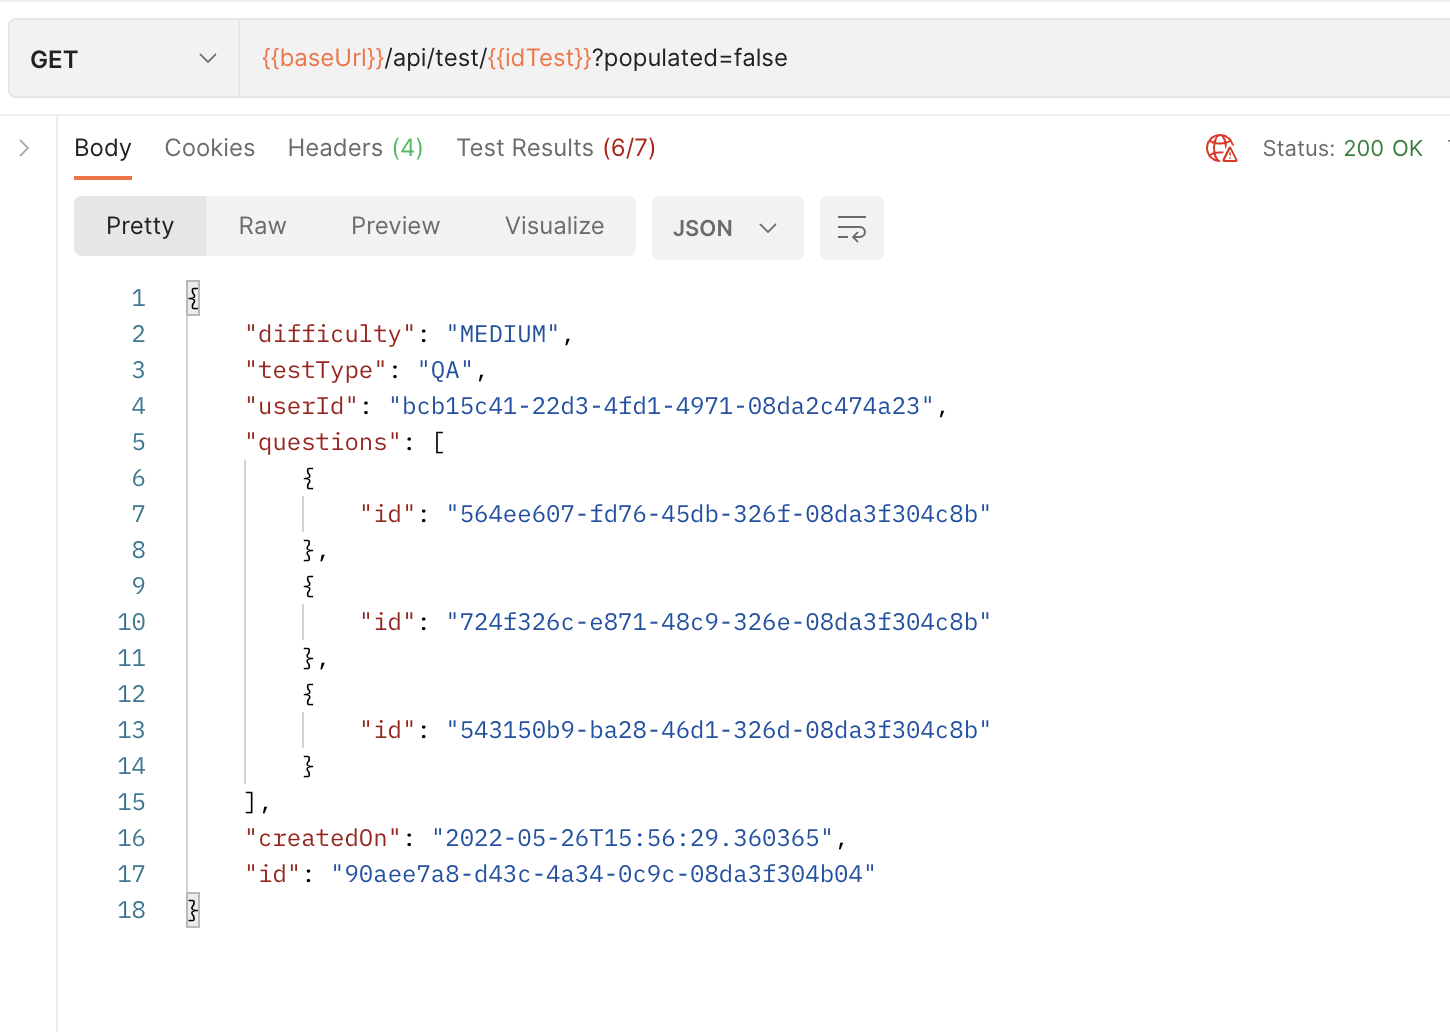 GET {{baseUrl}}/api/test/{{idTest}}?populated=false
Body Cookies Headers (4) Test Results (6/7) Status: 200 OK
Pretty Raw Preview Visualize JSON
1 {
2 "difficulty": "MEDIUM",
3 "testType": "QA",
4 "userId": "bcb15c41-22d3-4fd1-4971-08da2c474a23",
5 "questions": [
6 {
7 "id": "564ee607-fd76-45db-326f-08da3f304c8b"
8 },
9 {
10 "id": "724f326c-e871-48c9-326e-08da3f304c8b"
11 },
12 {
13 "id": "543150b9-ba28-46d1-326d-08da3f304c8b"
14 }
15 ],
16 "createdOn": "2022-05-26T15:56:29.360365",
17 "id": "90aee7a8-d43c-4a34-0c9c-08da3f304b04"
18 }